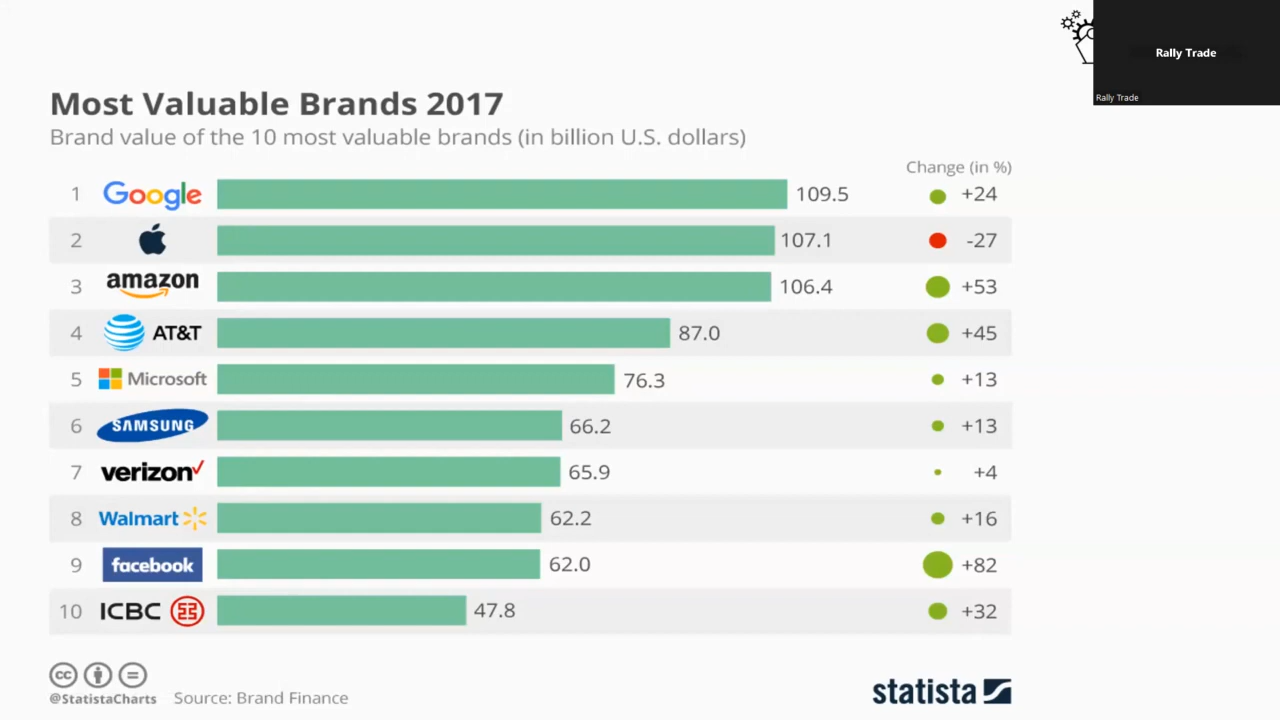 Rally Trade
Rally Trade
Most Valuable Brands 2017
Brand value of the 10 most valuable brands (in billion U.S. dollars)
Change (in %)
1 Google 109.5 +24
2 107.1 -27
3 amazon 106.4 +53
4 AT&T 87.0 +45
5 Microsoft 76.3 +13
6 SAMSUNG 66.2 +13
7 verizon 65.9 +4
8 Walmart 62.2 +16
9 facebook 62.0 +82
10 ICBC 47.8 +32
cc
@StatistaCharts Source: Brand Finance
statista